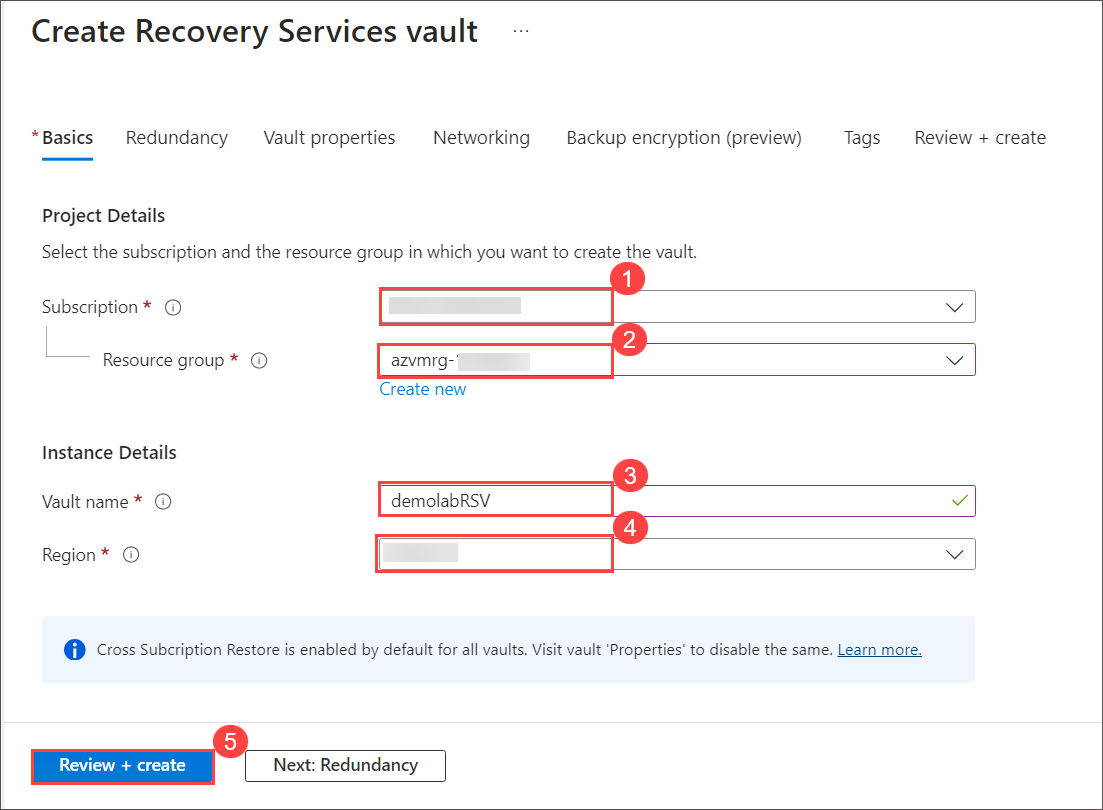 Create Recovery Services vault ...
* Basics Redundancy Vault properties Networking Backup encryption (preview) Tags Review + create
Project Details
Select the subscription and the resource group in which you want to create the vault.
1
Subscription *
2
Resource group * azvmrg-
Create new
Instance Details
3
Vault name * demolabRSV
4
Region *
Cross Subcription Restore is enabled by default for all vaults. Visit vault 'Properties' to disable the same. Learn more.
5
Review + create Next: Redundancy